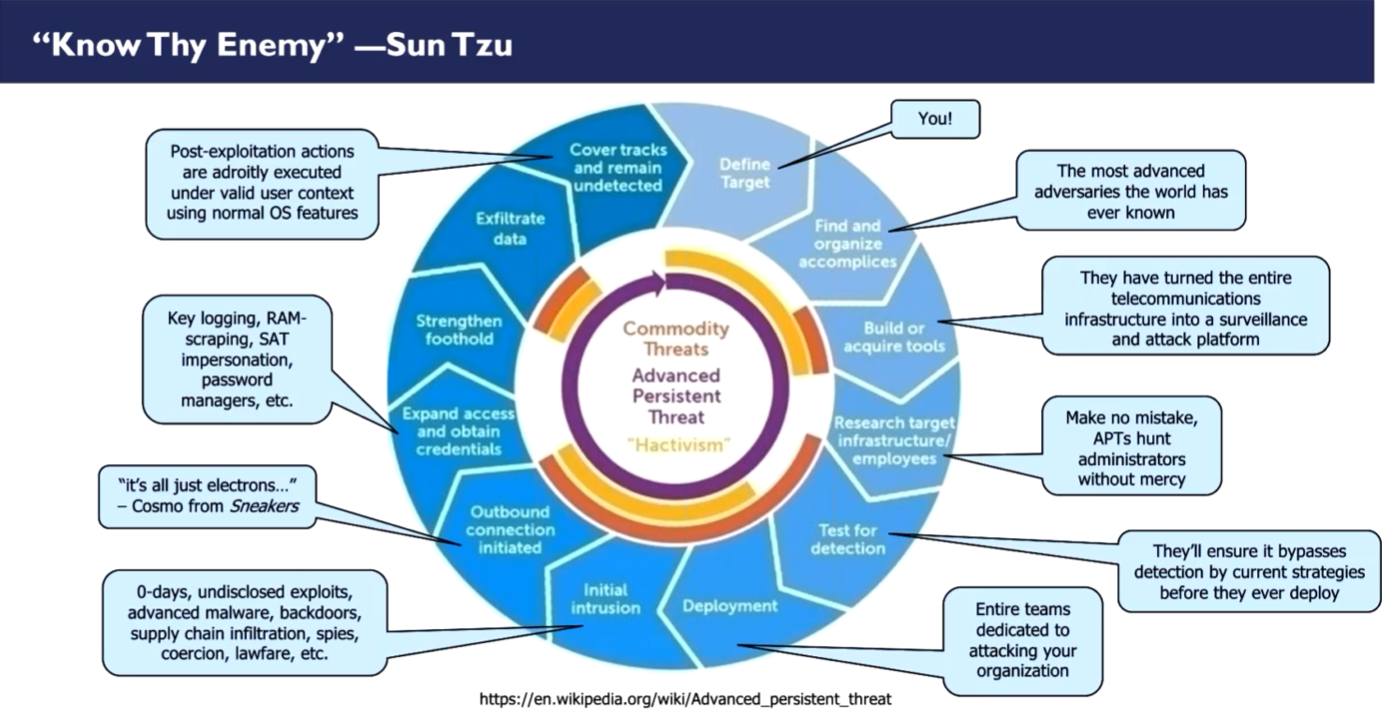 “Know Thy Enemy” —Sun Tzu
You!
Define
Target
The most advanced
adversaries the world has
ever known
Find and
organize
accomplices
They have turned the entire
telecommunications
infrastructure into a surveillance
and attack platform
Build or
acquire tools
Make no mistake,
APTs hunt
administrators
without mercy
Research target
infrastructure/
employees
They’ll ensure it bypasses
detection by current strategies
before they ever deploy
Test for
detection
Entire teams
dedicated to
attacking your
organization
Deployment
0-days, undisclosed exploits,
advanced malware, backdoors,
supply chain infiltration, spies,
coercion, lawfare, etc.
Initial
intrusion
“it’s all just electrons...”
– Cosmo from Sneakers
Outbound
connection
initiated
Key logging, RAM-
scraping, SAT
impersonation,
password
managers, etc.
Expand access
and obtain
credentials
Strengthen
foothold
Exfiltrate
data
Post-exploitation actions
are adroitly executed
under valid user context
using normal OS features
Cover tracks
and remain
undetected
Commodity
Threats
Advanced
Persistent
Threat
“Hactivism”
https://en.wikipedia.org/wiki/Advanced_persistent_threat